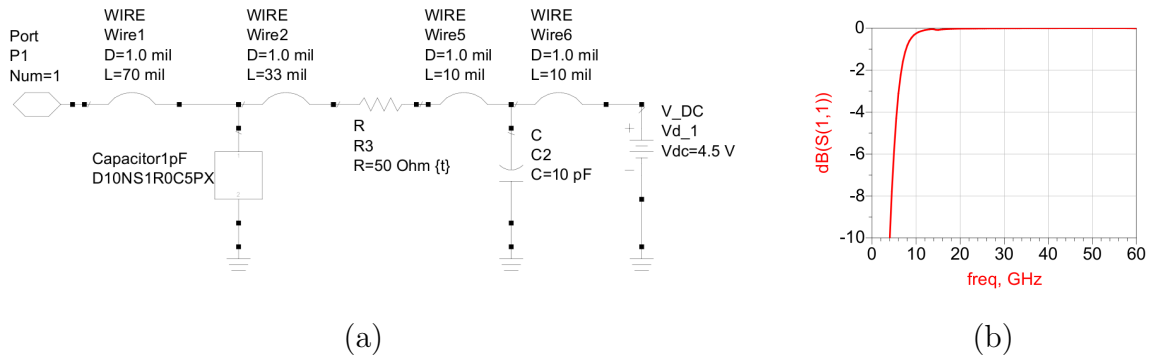 Port
P1
Num=1
WIRE
Wire1
D=1.0 mil
L=70 mil
WIRE
Wire2
D=1.0 mil
L=33 mil
WIRE
Wire5
D=1.0 mil
L=10 mil
WIRE
Wire6
D=1.0 mil
L=10 mil
Capacitor1pF
D10NS1R0C5PX
2
R
R3
R=50 Ohm {t}
C
C2
C=10 pF
+
−
V_DC
Vd_1
Vdc=4.5 V
(a)
dB(S(1,1))
0
-2
-4
-6
-8
-10
0 10 20 30 40 50 60
freq, GHz
(b)